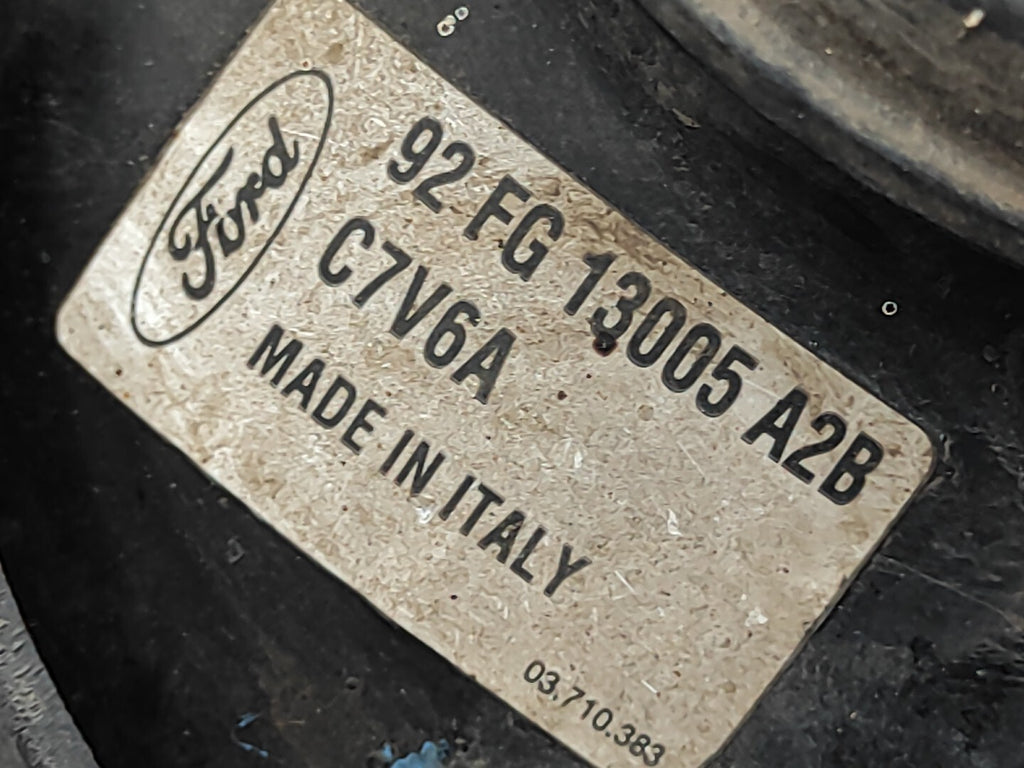 Ford
92 FG 13005 A2B
C7V6A
MADE IN ITALY
03.710.383